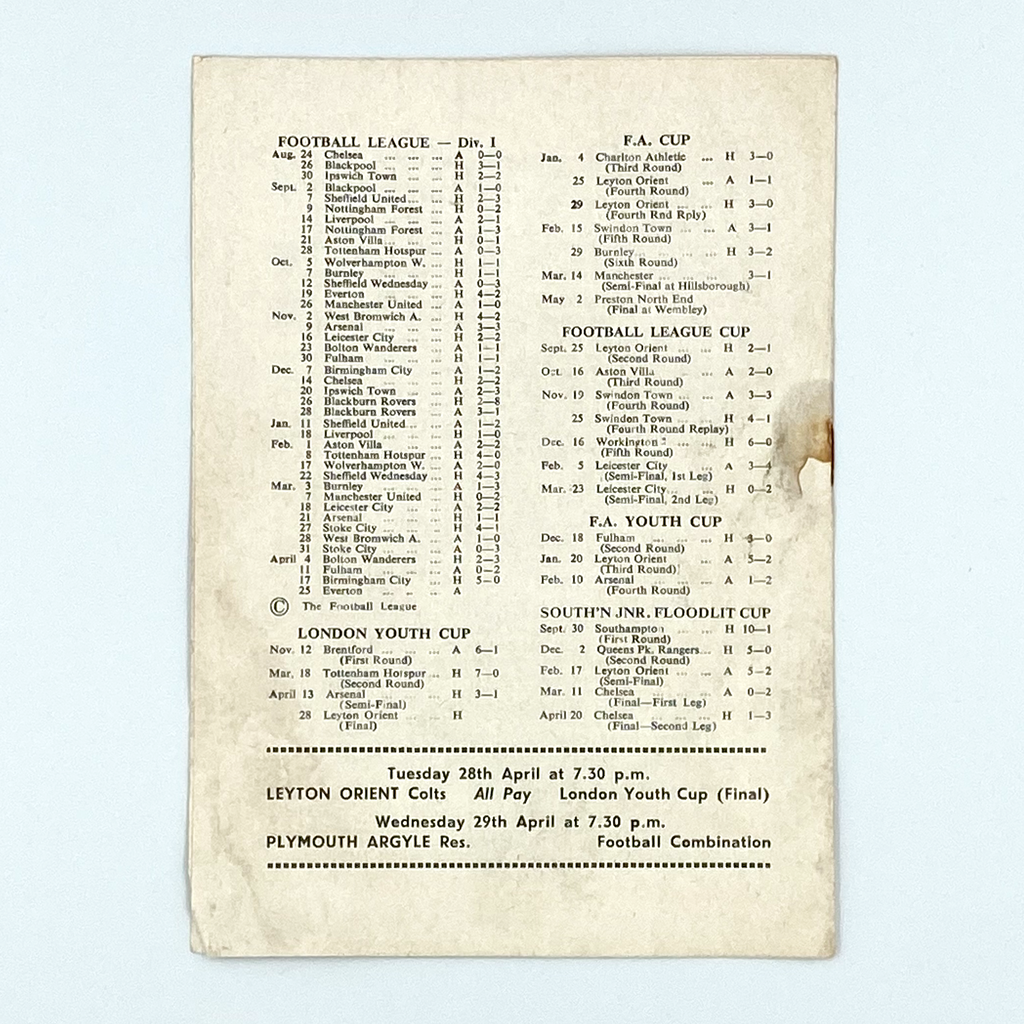 FOOTBALL LEAGUE — Div. I
Aug. 24 Chelsea ... ... ... A 0—0
26 Blackpool ... ... ... H 3—1
30 Ipswich Town ... ... H 2—2
Sept. 2 Blackpool ... ... ... A 1—0
7 Sheffield United... ... H 2—3
9 Nottingham Forest ... H 0—2
14 Liverpool ... ... ... A 2—1
17 Nottingham Forest ... A 1—3
21 Aston Villa... ... ... H 0—1
28 Tottenham Hotspur ... A 0—3
Oct. 5 Wolverhampton W. ... H 1—1
7 Burnley ... ... ... H 1—1
12 Sheffield Wednesday ... A 0—3
19 Everton ... ... ... H 4—2
26 Manchester United ... A 1—0
Nov. 2 West Bromwich A. ... H 4—2
9 Arsenal ... ... ... A 3—3
16 Leicester City ... ... H 2—2
23 Bolton Wanderers ... A 1—1
30 Fulham ... ... ... H 1—1
Dec. 7 Birmingham City ... A 1—2
14 Chelsea ... ... ... H 2—2
20 Ipswich Town ... ... A 2—3
26 Blackburn Rovers ... H 2—8
28 Blackburn Rovers ... A 3—1
Jan. 11 Sheffield United... ... A 1—2
18 Liverpool ... ... ... H 1—0
Feb. 1 Aston Villa ... ... A 2—2
8 Tottenham Hotspur ... H 4—0
17 Wolverhampton W. ... A 2—0
22 Sheffield Wednesday ... H 4—3
Mar. 3 Burnley ... ... ... A 1—3
7 Manchester United ... H 0—2
18 Leicester City ... ... A 2—2
21 Arsenal ... ... ... H 1—1
27 Stoke City ... ... ... H 4—1
28 West Bromwich A. ... A 1—0
31 Stoke City ... ... ... A 0—3
April 4 Bolton Wanderers ... H 2—3
11 Fulham ... ... ... A 0—2
17 Birmingham City ... H 5—0
25 Everton ... ... ... A
© The Football League
LONDON YOUTH CUP
Nov. 12 Brentford ... ... ... A 6—1
(First Round)
Mar. 18 Tottenham Hotspur ... H 7—0
(Second Round)
April 13 Arsenal ... ... ... H 3—1
(Semi-Final)
28 Leyton Orient ... ... H
(Final)
F.A. CUP
Jan. 4 Charlton Athletic ... H 3—0
(Third Round)
25 Leyton Orient ... A 1—1
(Fourth Round)
29 Leyton Orient ... H 3—0
(Fourth Rnd Rply)
Feb. 15 Swindon Town ... ... A 3—1
(Fifth Round)
29 Burnley... ... ... H 3—2
(Sixth Round)
Mar. 14 Manchester ... ... 3—1
(Semi-Final at Hillsborough)
May 2 Preston North End
(Final at Wembley)
FOOTBALL LEAGUE CUP
Sept. 25 Leyton Orient ... ... H 2—1
(Second Round)
Oct. 16 Aston Villa ... ... A 2—0
(Third Round)
Nov. 19 Swindon Town ... ... A 3—3
(Fourth Round)
25 Swindon Town ... ... H 4—1
(Fourth Round Replay)
Dec. 16 Workington ... ... H 6—0
(Fifth Round)
Feb. 5 Leicester City ... ... A 3—4
(Semi-Final, 1st Leg)
Mar. 23 Leicester City... ... H 0—2
(Semi-Final, 2nd Leg)
F.A. YOUTH CUP
Dec. 18 Fulham ... ... ... H 3—0
(Second Round)
Jan. 20 Leyton Orient ... A 5—2
(Third Round)
Feb. 10 Arsenal ... ... ... A 1—2
(Fourth Round)
SOUTH'N JNR. FLOODLIT CUP
Sept. 30 Southampton ... ... H 10—1
(First Round)
Dec. 2 Queens Pk. Rangers... H 5—0
(Second Round)
Feb. 17 Leyton Orient ... ... A 5—2
(Semi-Final)
Mar. 11 Chelsea ... ... ... A 0—2
(Final—First Leg)
April 20 Chelsea ... ... ... H 1—3
(Final—Second Leg)
Tuesday 28th April at 7.30 p.m.
LEYTON ORIENT Colts All Pay London Youth Cup (Final)
Wednesday 29th April at 7.30 p.m.
PLYMOUTH ARGYLE Res. Football Combination